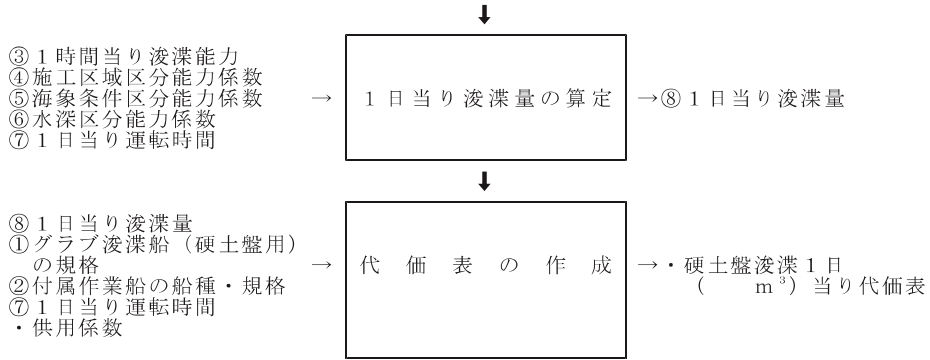 ③１時間当り浚渫能力
④施工区域区分能力係数
⑤海象条件区分能力係数
⑥水深区分能力係数
⑦１日当り運転時間
→
１日当り浚渫量の算定
→⑧１日当り浚渫量
⑧１日当り浚渫量
①グラブ浚渫船（硬土盤用）
の規格
②付属作業船の船種・規格
⑦１日当り運転時間
・供用係数
→
代価表の作成
→・硬土盤浚渫１日
（　　ｍ³）当り代価表